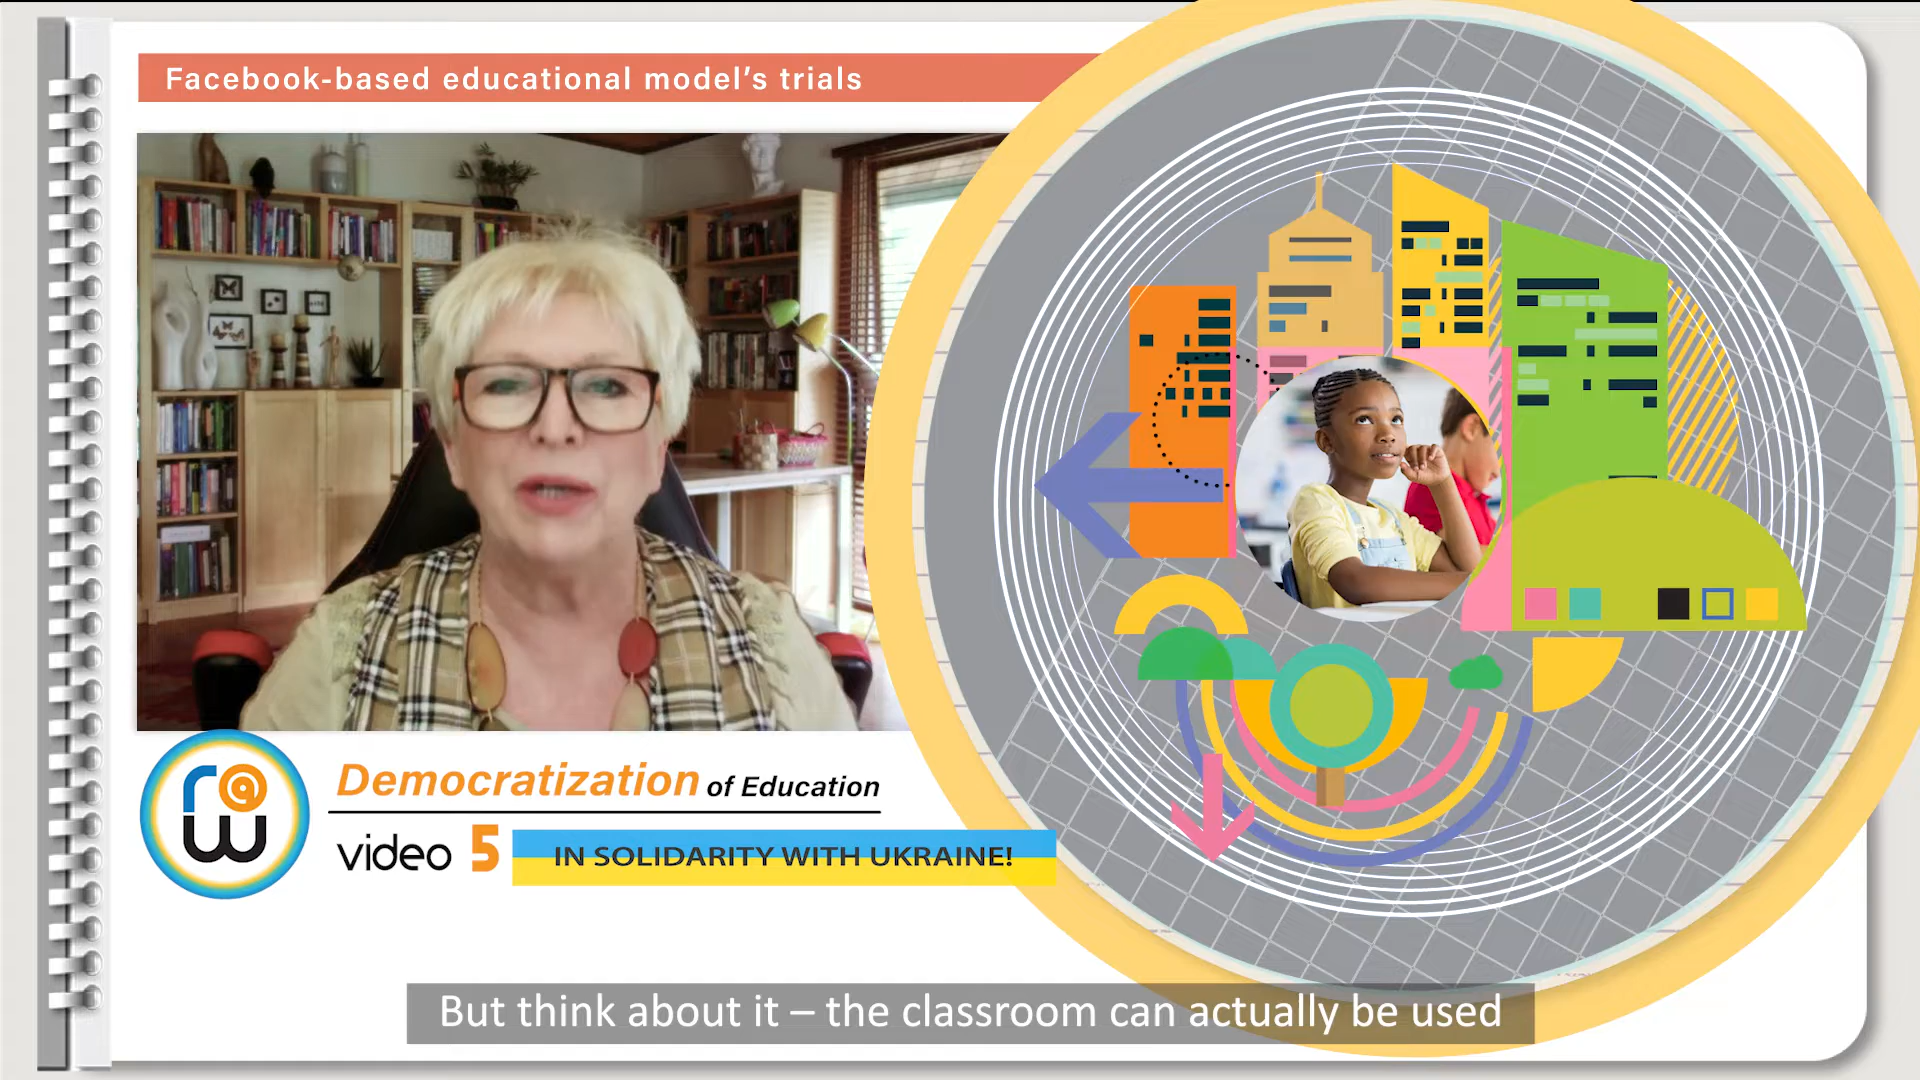 Facebook-based educational model's trials
r@w
Democratization of Education
video 5
IN SOLIDARITY WITH UKRAINE!
But think about it – the classroom can actually be used